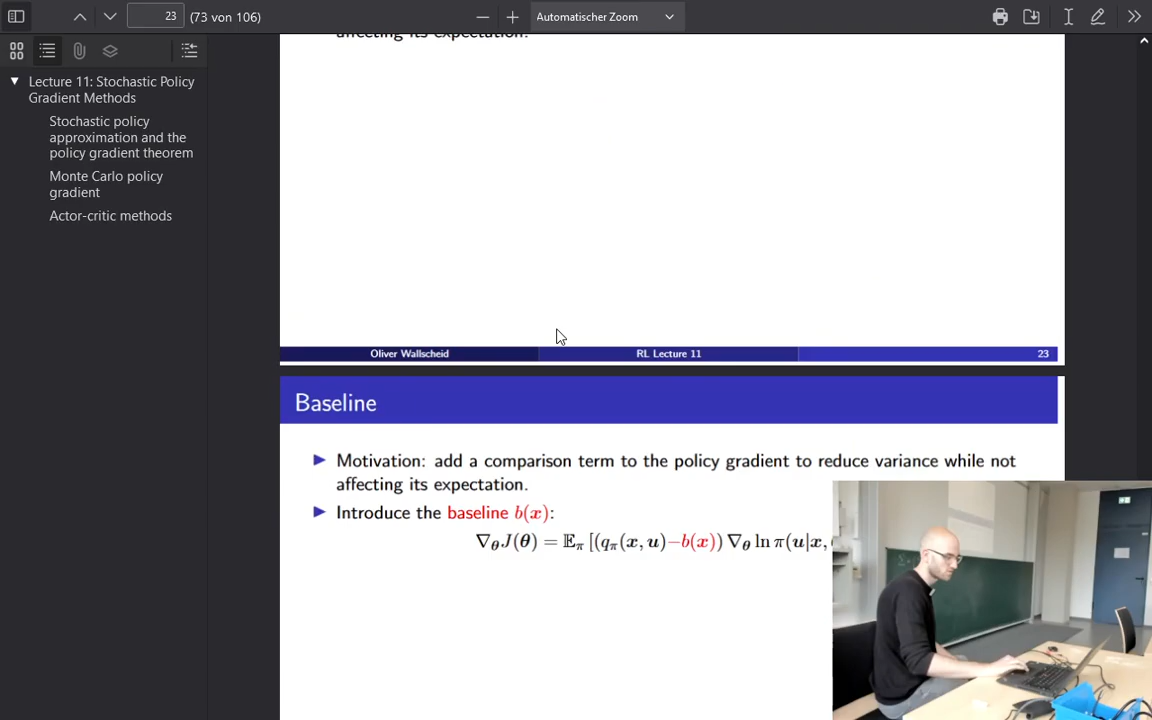 23
(73 von 106)
Automatischer Zoom
Lecture 11: Stochastic Policy
Gradient Methods
Stochastic policy
approximation and the
policy gradient theorem
Monte Carlo policy
gradient
Actor-critic methods
affecting its expectation.
Oliver Wallscheid
RL Lecture 11
23
Baseline
Motivation: add a comparison term to the policy gradient to reduce variance while not
affecting its expectation.
Introduce the baseline b(x):
∇θJ(θ) = 𝔼π [(qπ(x, u)−b(x)) ∇θ ln π(u|x,